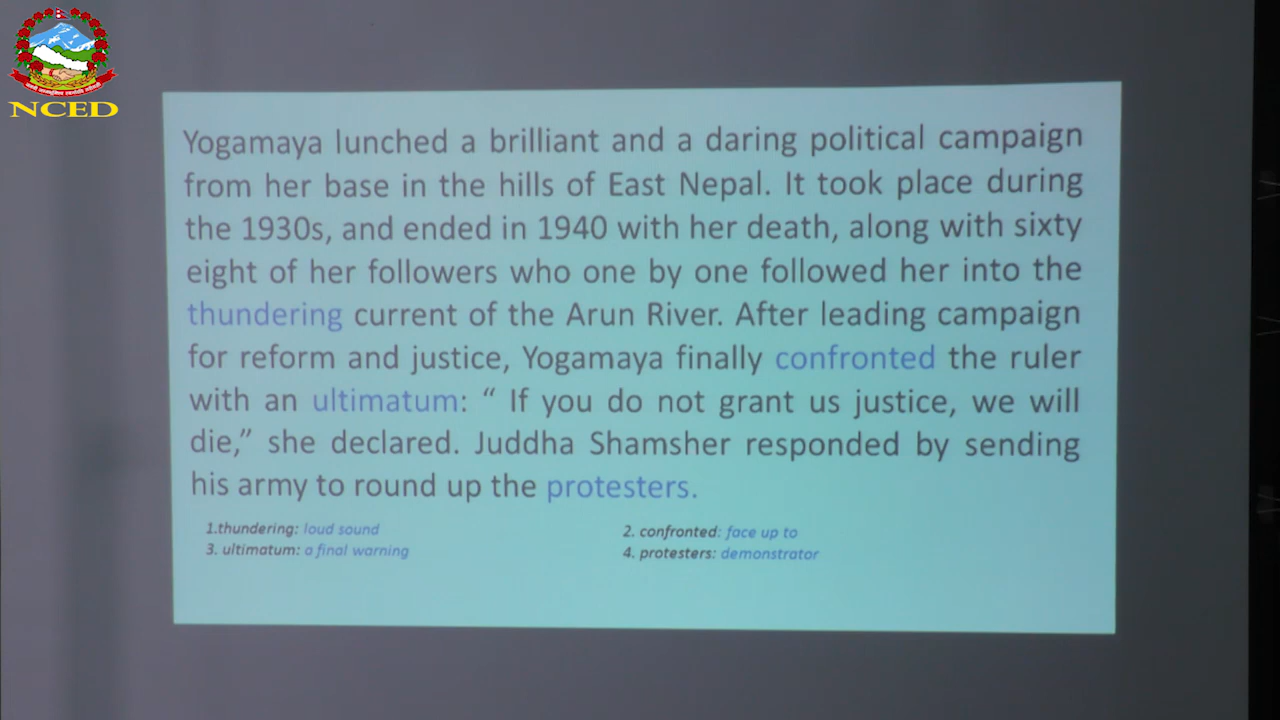 NCED
Yogamaya lunched a brilliant and a daring political campaign
from her base in the hills of East Nepal. It took place during
the 1930s, and ended in 1940 with her death, along with sixty
eight of her followers who one by one followed her into the
thundering current of the Arun River. After leading campaign
for reform and justice, Yogamaya finally confronted the ruler
with an ultimatum: “ If you do not grant us justice, we will
die,” she declared. Juddha Shamsher responded by sending
his army to round up the protesters.
1.thundering: loud sound
2. confronted: face up to
3. ultimatum: a final warning
4. protesters: demonstrator